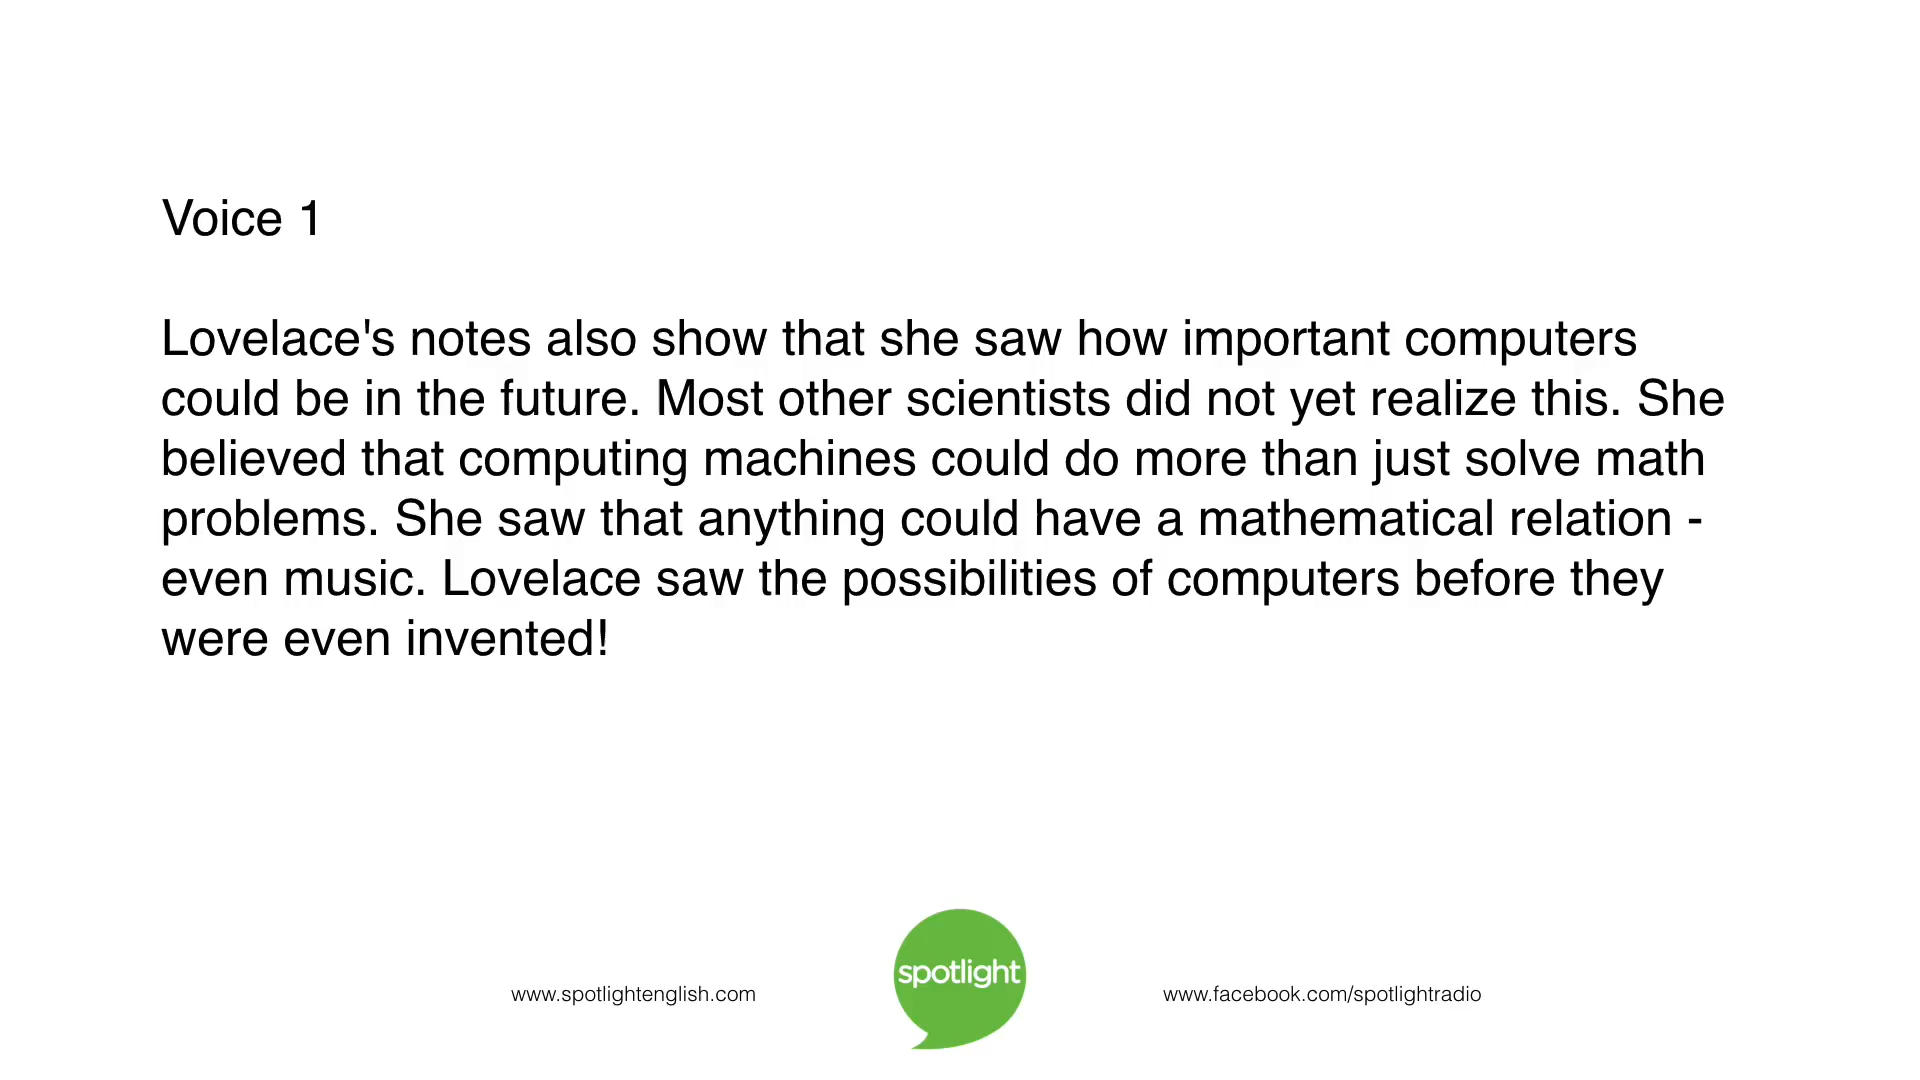 Voice 1
Lovelace's notes also show that she saw how important computers
could be in the future. Most other scientists did not yet realize this. She
believed that computing machines could do more than just solve math
problems. She saw that anything could have a mathematical relation -
even music. Lovelace saw the possibilities of computers before they
were even invented!
spotlight
www.spotlightenglish.com
www.facebook.com/spotlightradio